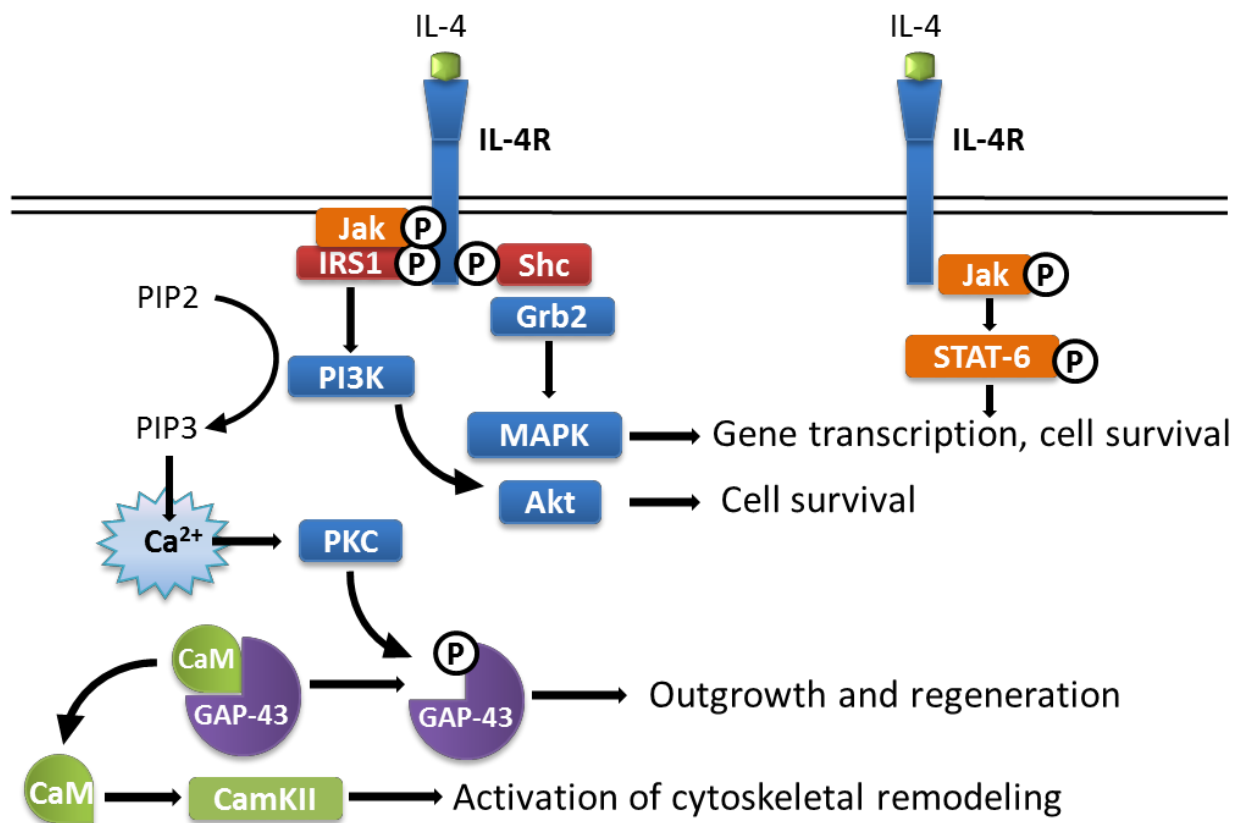 IL-4
IL-4
IL-4R
IL-4R
Jak P
IRS1 P
P Shc
Jak P
PIP2
Grb2
STAT-6 P
PI3K
PIP3
MAPK
Gene transcription, cell survival
Akt
Cell survival
Ca²⁺
PKC
CaM
GAP-43
P
GAP-43
Outgrowth and regeneration
CaM
CamKII
Activation of cytoskeletal remodeling